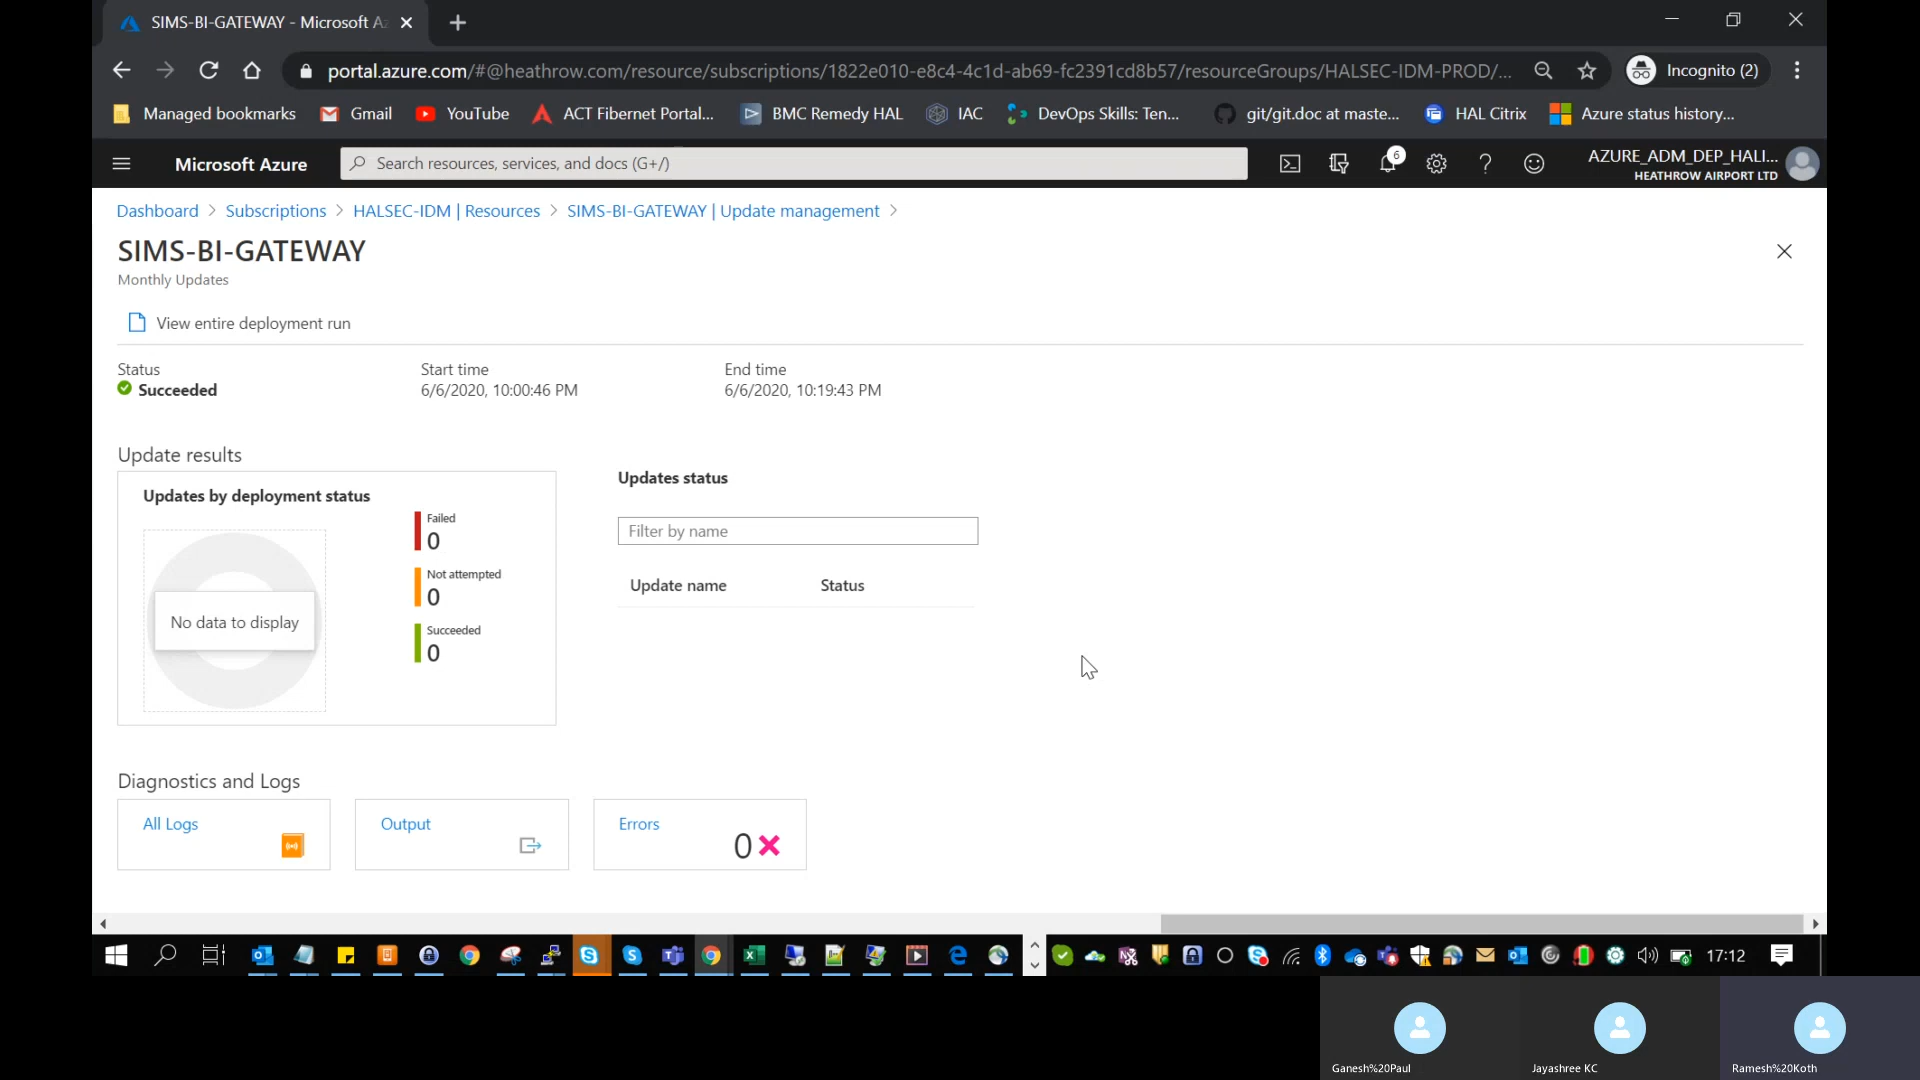 SIMS-BI-GATEWAY - Microsoft Az
portal.azure.com/#@heathrow.com/resource/subscriptions/1822e010-e8c4-4c1d-ab69-fc2391cd8b57/resourceGroups/HALSEC-IDM-PROD/...
Incognito (2)
Managed bookmarks
Gmail
YouTube
ACT Fibernet Portal...
BMC Remedy HAL
IAC
DevOps Skills: Ten...
git/git.doc at maste...
HAL Citrix
Azure status history...
Microsoft Azure
Search resources, services, and docs (G+/)
6
AZURE_ADM_DEP_HALI...
HEATHROW AIRPORT LTD
Dashboard > Subscriptions > HALSEC-IDM | Resources > SIMS-BI-GATEWAY | Update management >
SIMS-BI-GATEWAY
Monthly Updates
View entire deployment run
Status
Succeeded
Start time
6/6/2020, 10:00:46 PM
End time
6/6/2020, 10:19:43 PM
Update results
Updates by deployment status
No data to display
Failed
0
Not attempted
0
Succeeded
0
Updates status
Filter by name
Update name
Status
Diagnostics and Logs
All Logs
Output
Errors
0
17:12
Ganesh%20Paul
Jayashree KC
Ramesh%20Koth